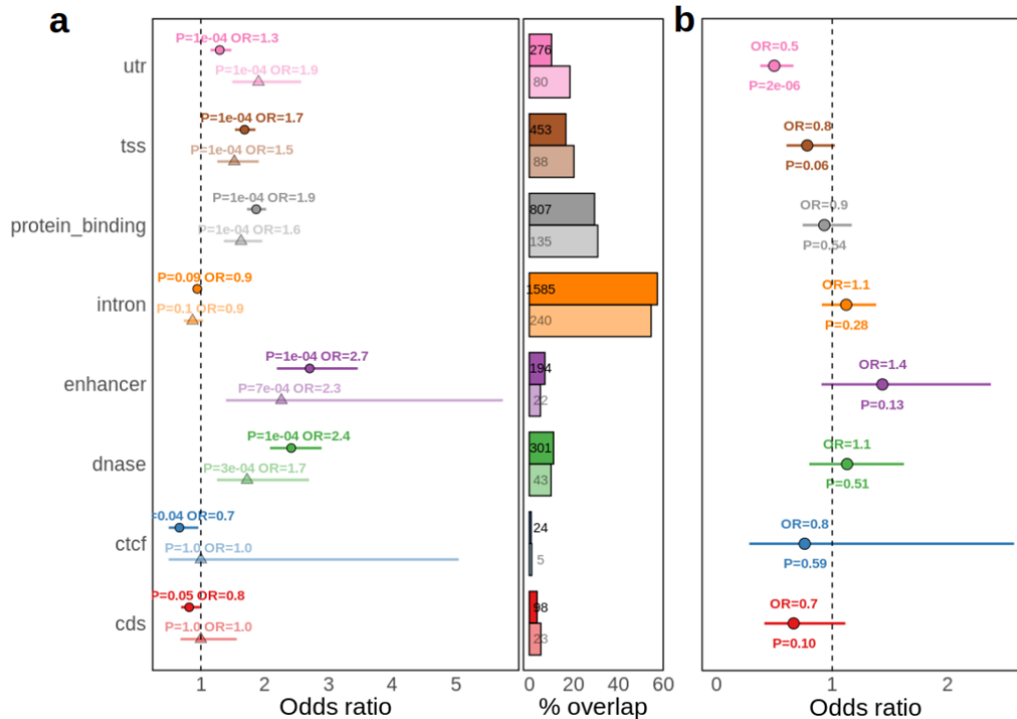 a
b
utr
P=1e-04 OR=1.3
P=1e-04 OR=1.9
276
80
OR=0.5
P=2e-06
tss
P=1e-04 OR=1.7
P=1e-04 OR=1.5
453
88
OR=0.8
P=0.06
protein_binding
P=1e-04 OR=1.9
P=1e-04 OR=1.6
807
135
OR=0.9
P=0.54
intron
P=0.09 OR=0.9
P=0.1 OR=0.9
1585
240
OR=1.1
P=0.28
enhancer
P=1e-04 OR=2.7
P=7e-04 OR=2.3
194
22
OR=1.4
P=0.13
dnase
P=1e-04 OR=2.4
P=3e-04 OR=1.7
301
43
OR=1.1
P=0.51
ctcf
=0.04 OR=0.7
P=1.0 OR=1.0
24
5
OR=0.8
P=0.59
cds
P=0.05 OR=0.8
P=1.0 OR=1.0
98
23
OR=0.7
P=0.10
1 2 3 4 5
0 20 40 60
0 1 2
Odds ratio
% overlap
Odds ratio